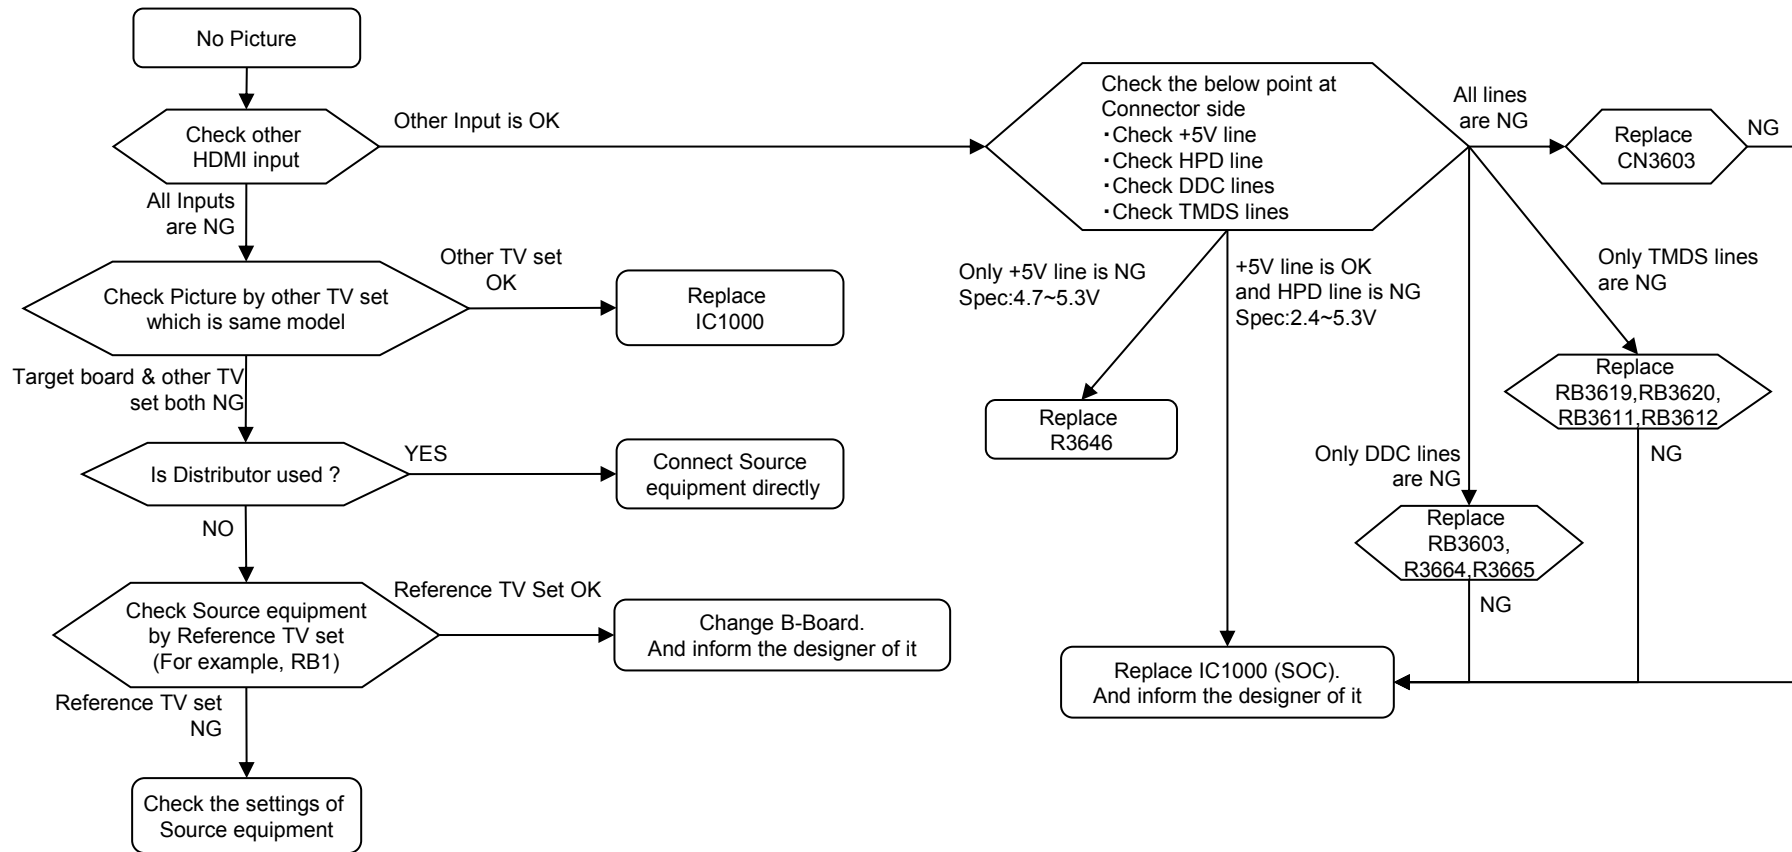 No Picture
Check other
HDMI input
Other Input is OK
All Inputs
are NG
Check Picture by other TV set
which is same model
Other TV set
OK
Replace
IC1000
Target board & other TV
set both NG
Is Distributor used ?
YES
Connect Source
equipment directly
NO
Check Source equipment
by Reference TV set
(For example, RB1)
Reference TV Set OK
Change B-Board.
And inform the designer of it
Reference TV set
NG
Check the settings of
Source equipment
Check the below point at
Connector side
・Check +5V line
・Check HPD line
・Check DDC lines
・Check TMDS lines
All lines
are NG
Replace
CN3603
NG
Only +5V line is NG
Spec:4.7~5.3V
Replace
R3646
+5V line is OK
and HPD line is NG
Spec:2.4~5.3V
Only TMDS lines
are NG
Replace
RB3619,RB3620,
RB3611,RB3612
NG
Only DDC lines
are NG
Replace
RB3603,
R3664,R3665
NG
Replace IC1000 (SOC).
And inform the designer of it